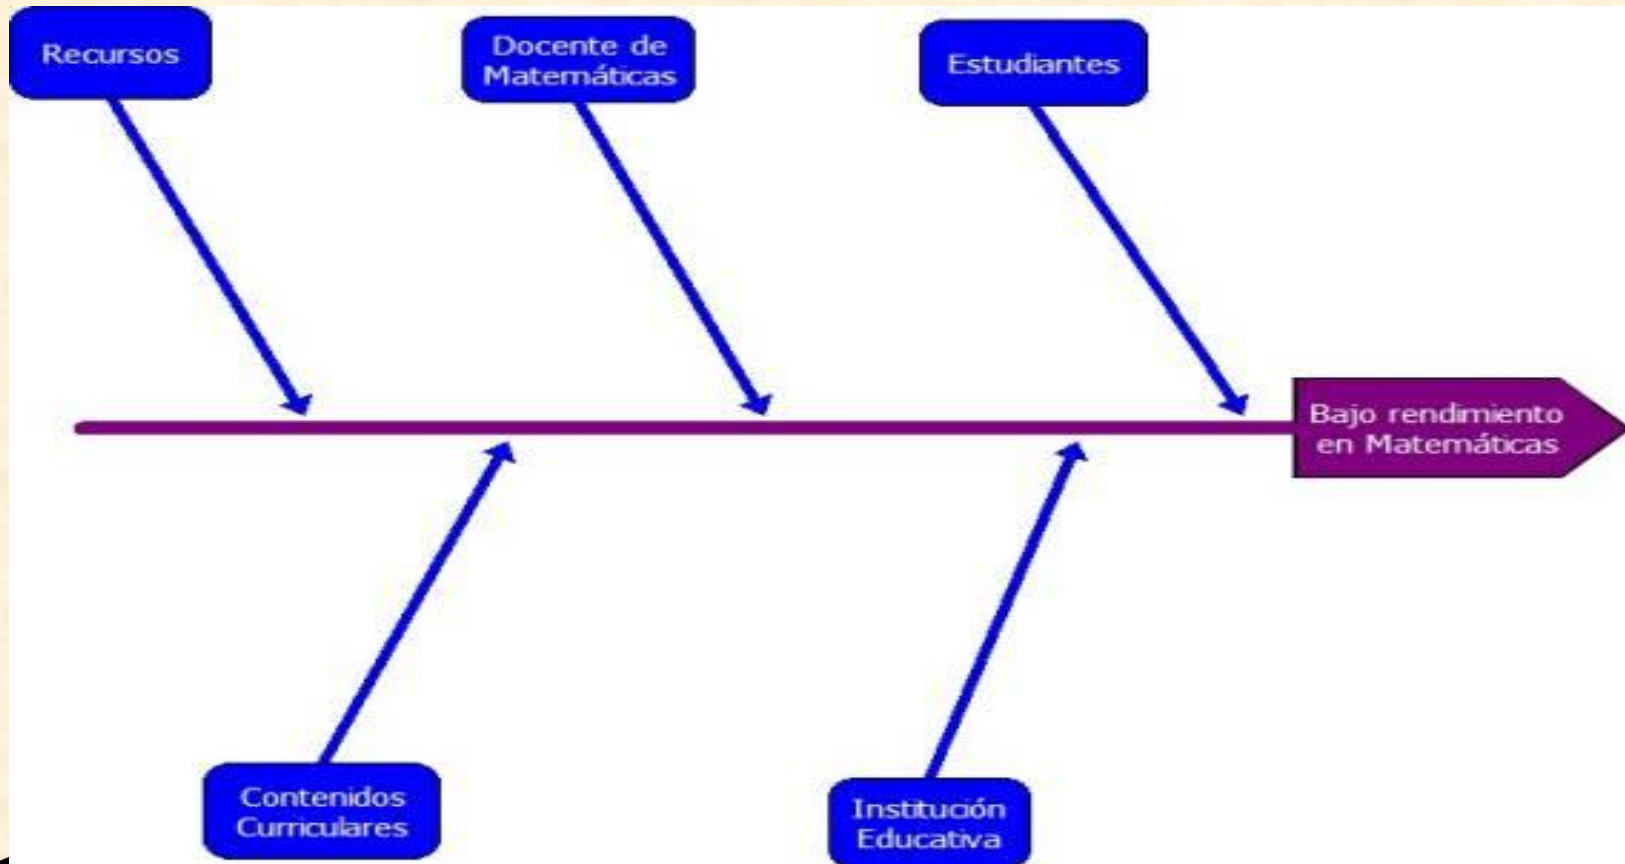 Recursos
Docente de
Matemáticas
Estudiantes
Bajo rendimiento
en Matemáticas
Contenidos
Curriculares
Institución
Educativa